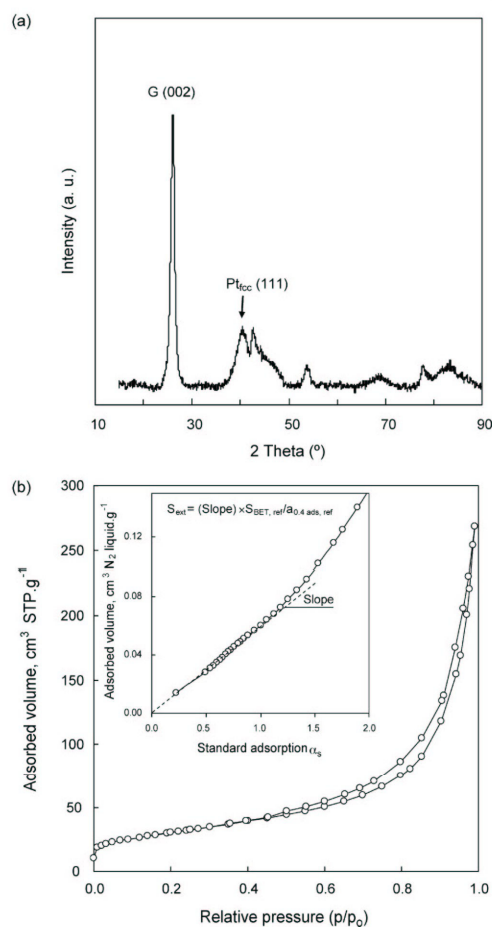 (a)
G (002)
Pt_fcc (111)
Intensity (a. u.)
10 30 50 70 90
2 Theta (º)
(b)
300
250
200
150
100
50
0
Adsorbed volume, cm³ STP.g⁻¹
S_ext = (Slope) × S_BET, ref/a_0.4 ads, ref
0.12
0.08
0.04
0.00
Adsorbed volume, cm³ N₂ liquid.g⁻¹
Slope
0.0 0.5 1.0 1.5 2.0
Standard adsorption α_s
0.0 0.2 0.4 0.6 0.8 1.0
Relative pressure (p/p₀)